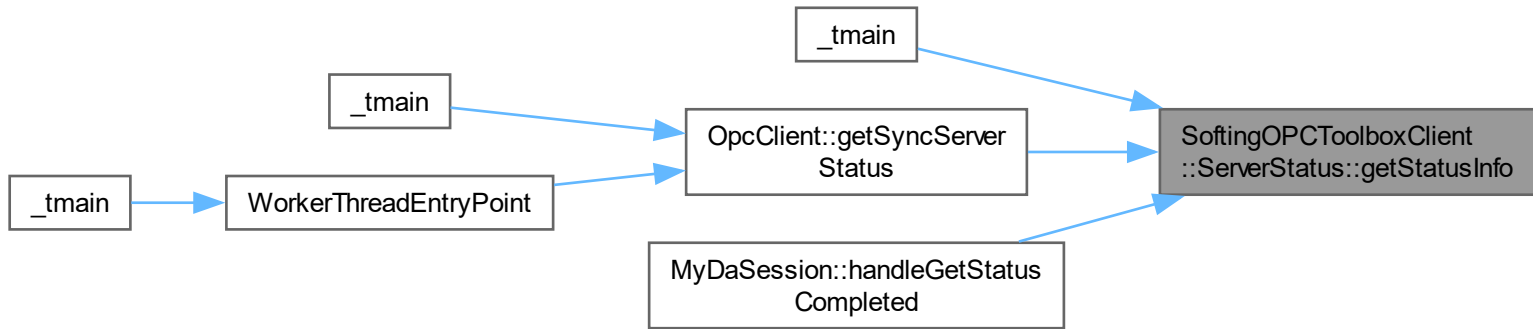 _tmain
_tmain
OpcClient::getSyncServer
Status
SoftingOPCToolboxClient
::ServerStatus::getStatusInfo
_tmain
WorkerThreadEntryPoint
MyDaSession::handleGetStatus
Completed